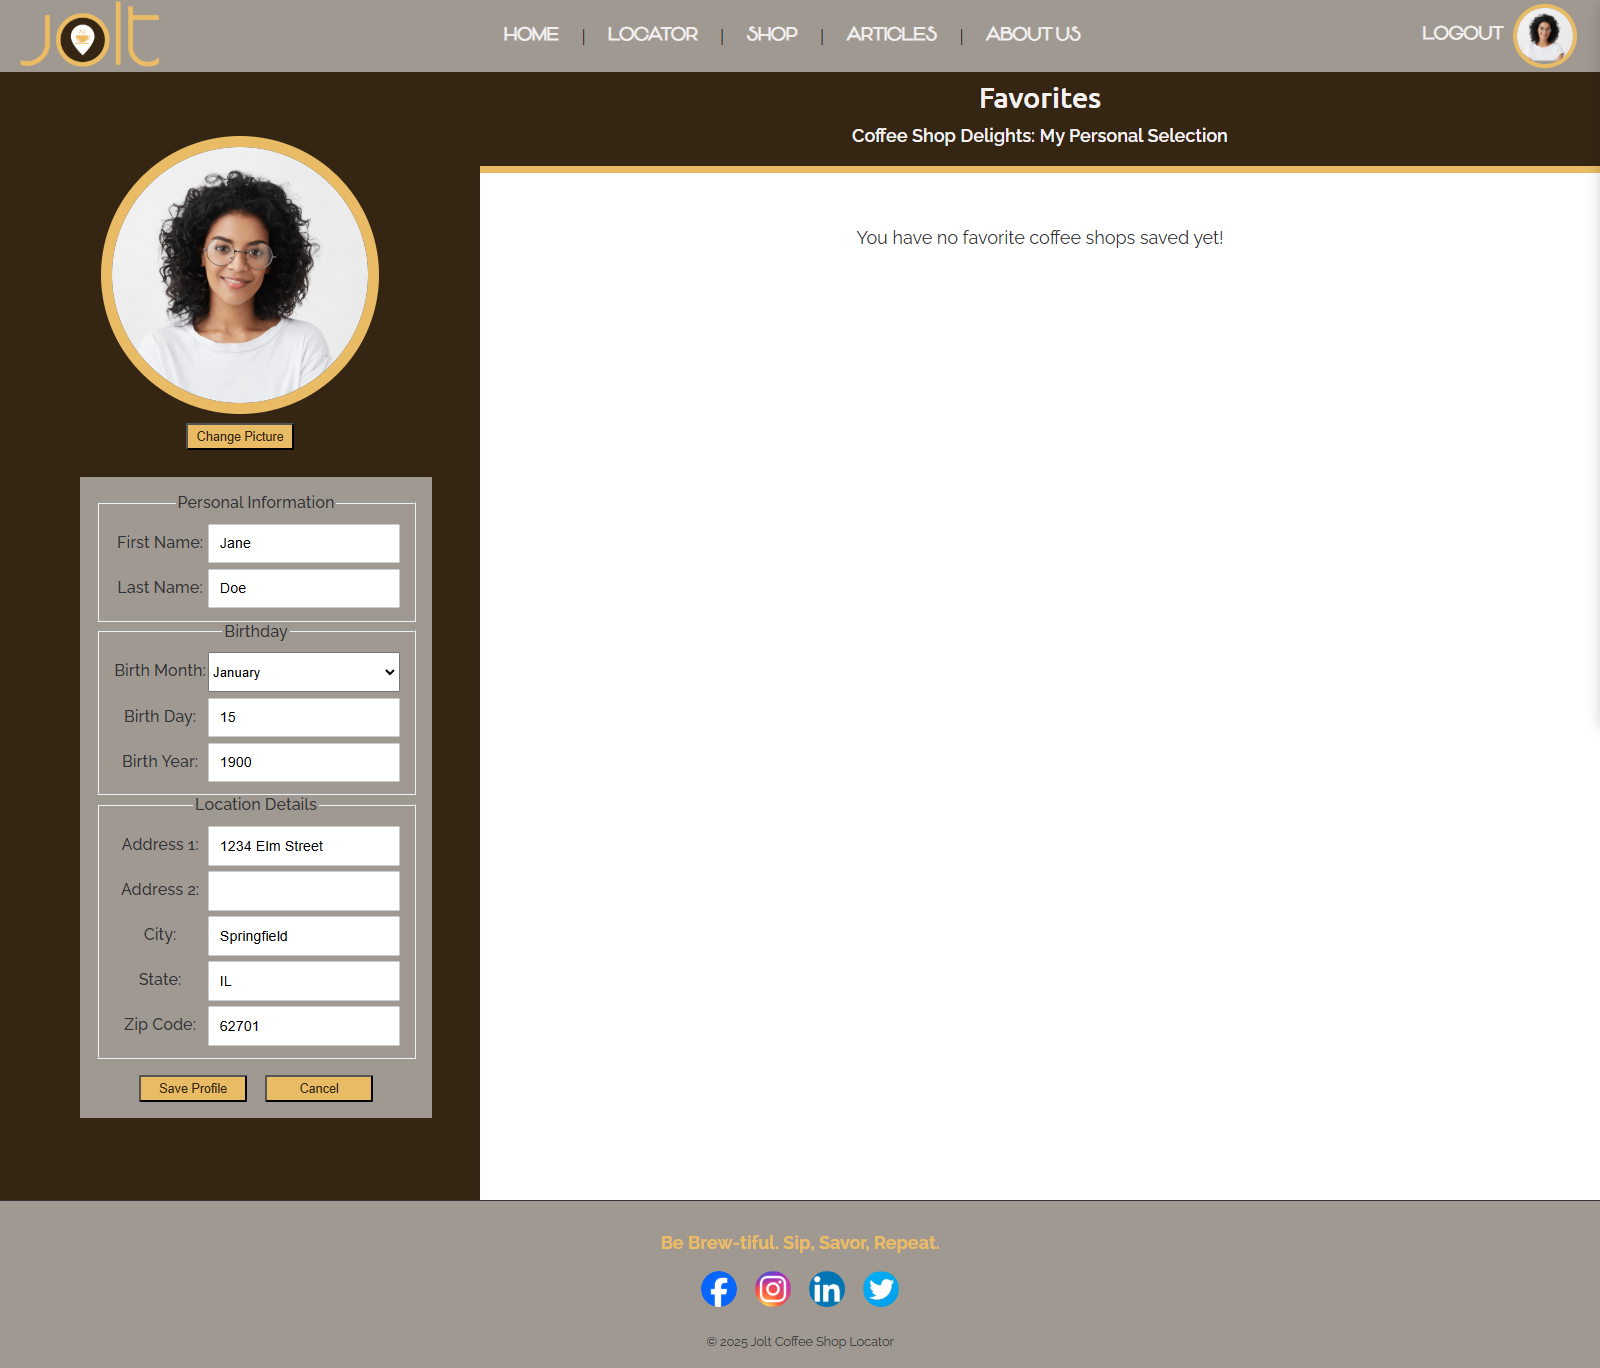 Jolt
HOME | LOCATOR | SHOP | ARTICLES | ABOUT US
LOGOUT
Favorites
Coffee Shop Delights: My Personal Selection
You have no favorite coffee shops saved yet!
Change Picture
Personal Information
First Name: Jane
Last Name: Doe
Birthday
Birth Month: January
Birth Day: 15
Birth Year: 1900
Location Details
Address 1: 1234 Elm Street
Address 2:
City: Springfield
State: IL
Zip Code: 62701
Save Profile Cancel
Be Brew-tiful. Sip, Savor, Repeat.
© 2025 Jolt Coffee Shop Locator